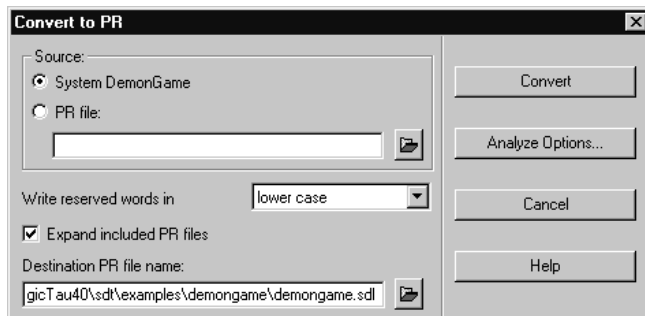 Convert to PR
Source:
System DemonGame
PR file:
Convert
Analyze Options...
Write reserved words in lower case
Cancel
Expand included PR files
Destination PR file name:
Help
gicTau40\sdt\examples\demongame\demongame.sdl